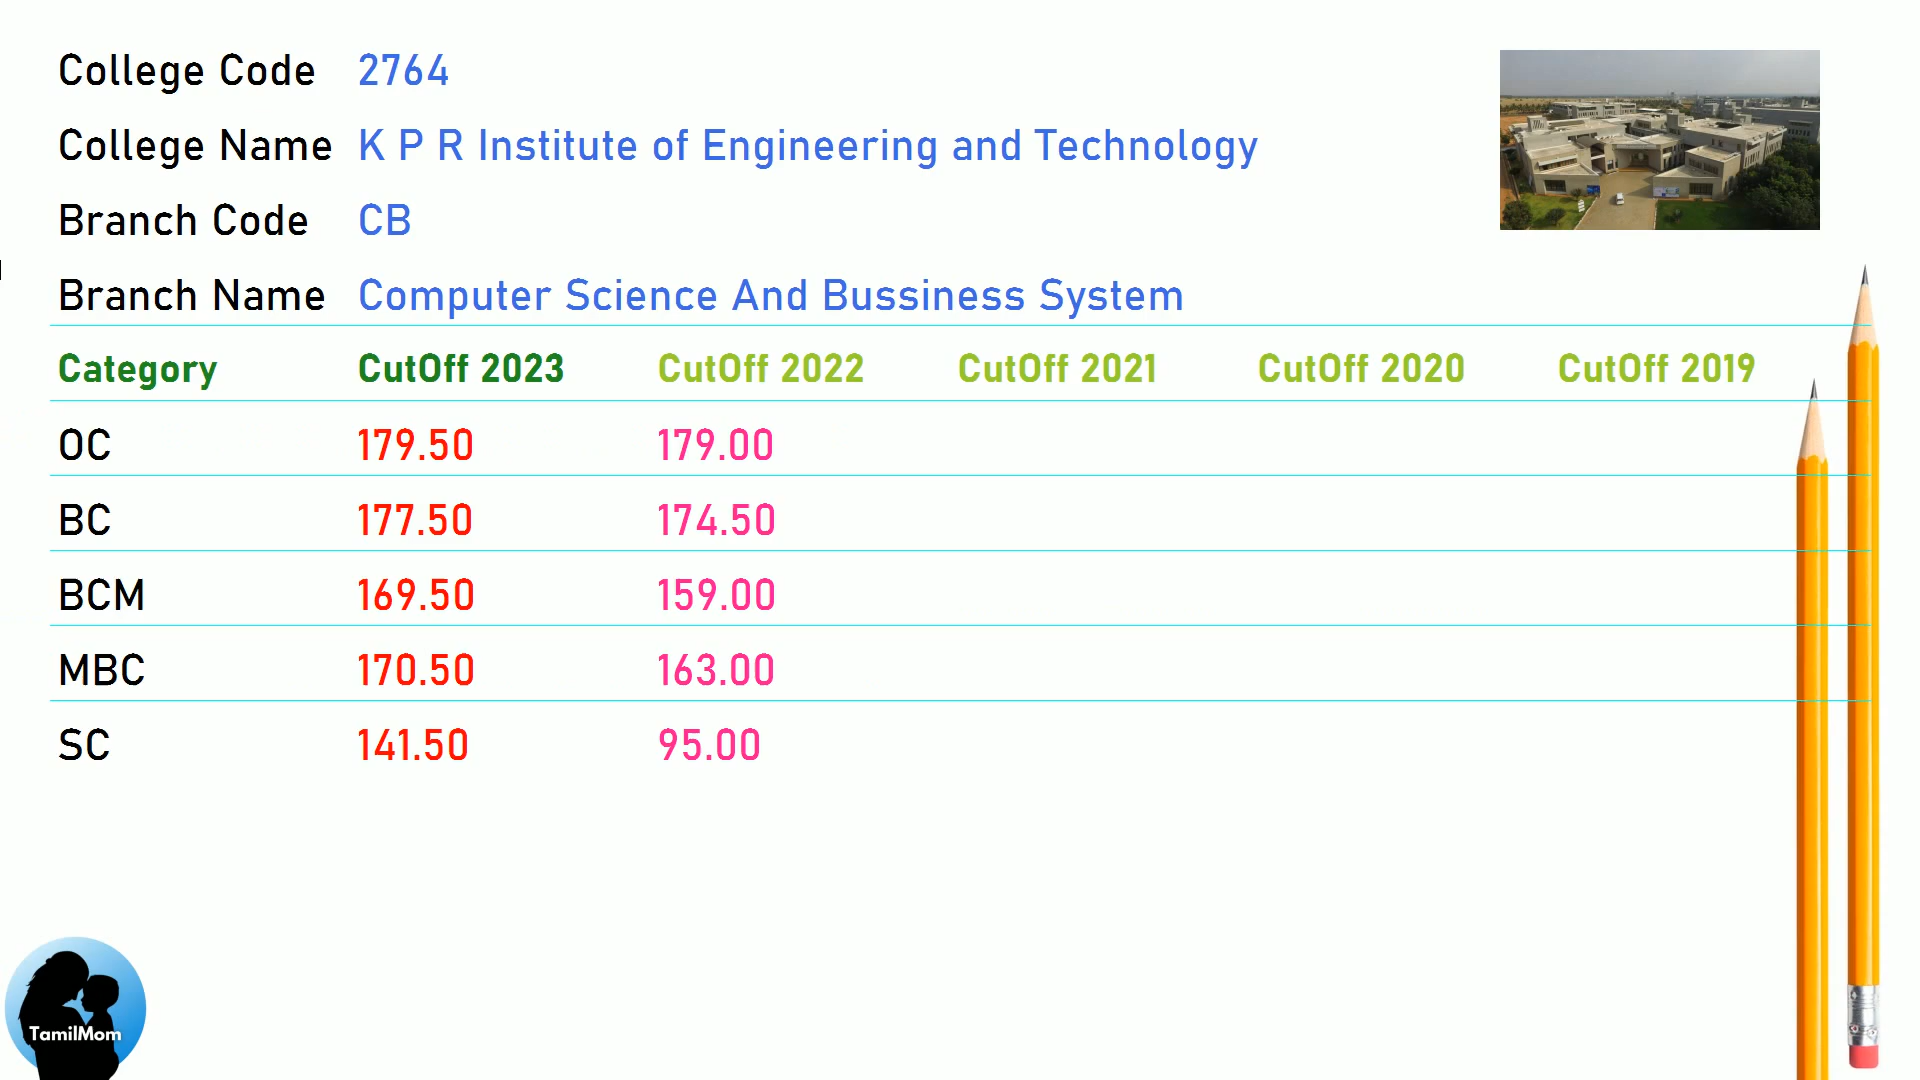 College Code 2764
College Name K P R Institute of Engineering and Technology
Branch Code CB
Branch Name Computer Science And Bussiness System
Category CutOff 2023 CutOff 2022 CutOff 2021 CutOff 2020 CutOff 2019
OC 179.50 179.00
BC 177.50 174.50
BCM 169.50 159.00
MBC 170.50 163.00
SC 141.50 95.00
TamilMom